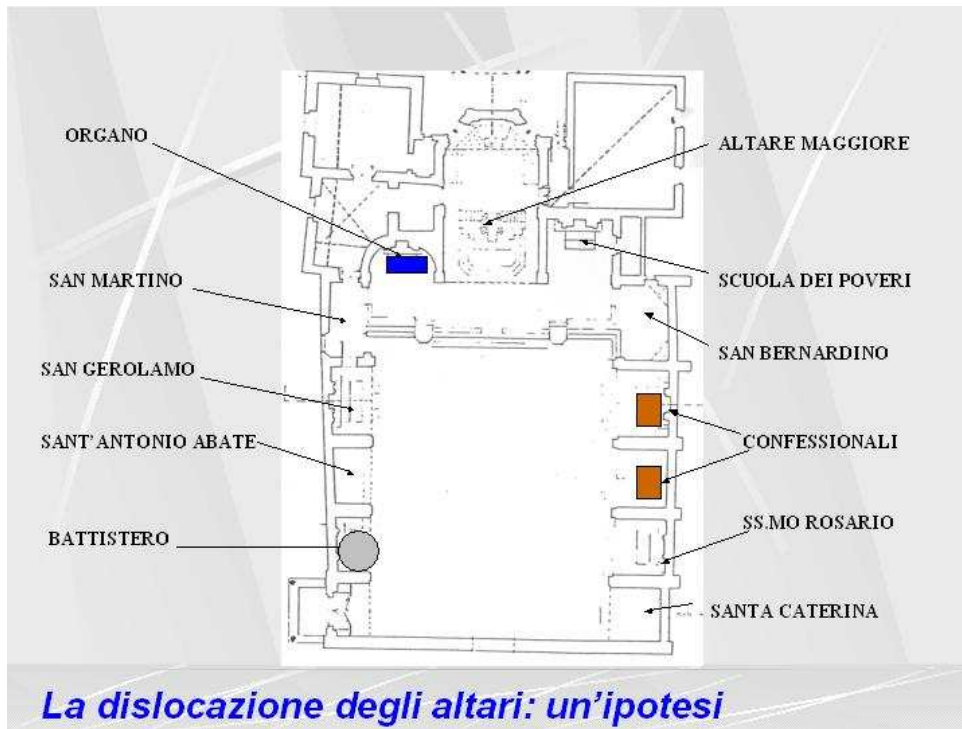 ORGANO
ALTARE MAGGIORE
SAN MARTINO
SCUOLA DEI POVERI
SAN GEROLAMO
SAN BERNARDINO
SANT'ANTONIO ABATE
CONFESSIONALI
BATTISTERO
SS.MO ROSARIO
SANTA CATERINA
La dislocazione degli altari: un'ipotesi